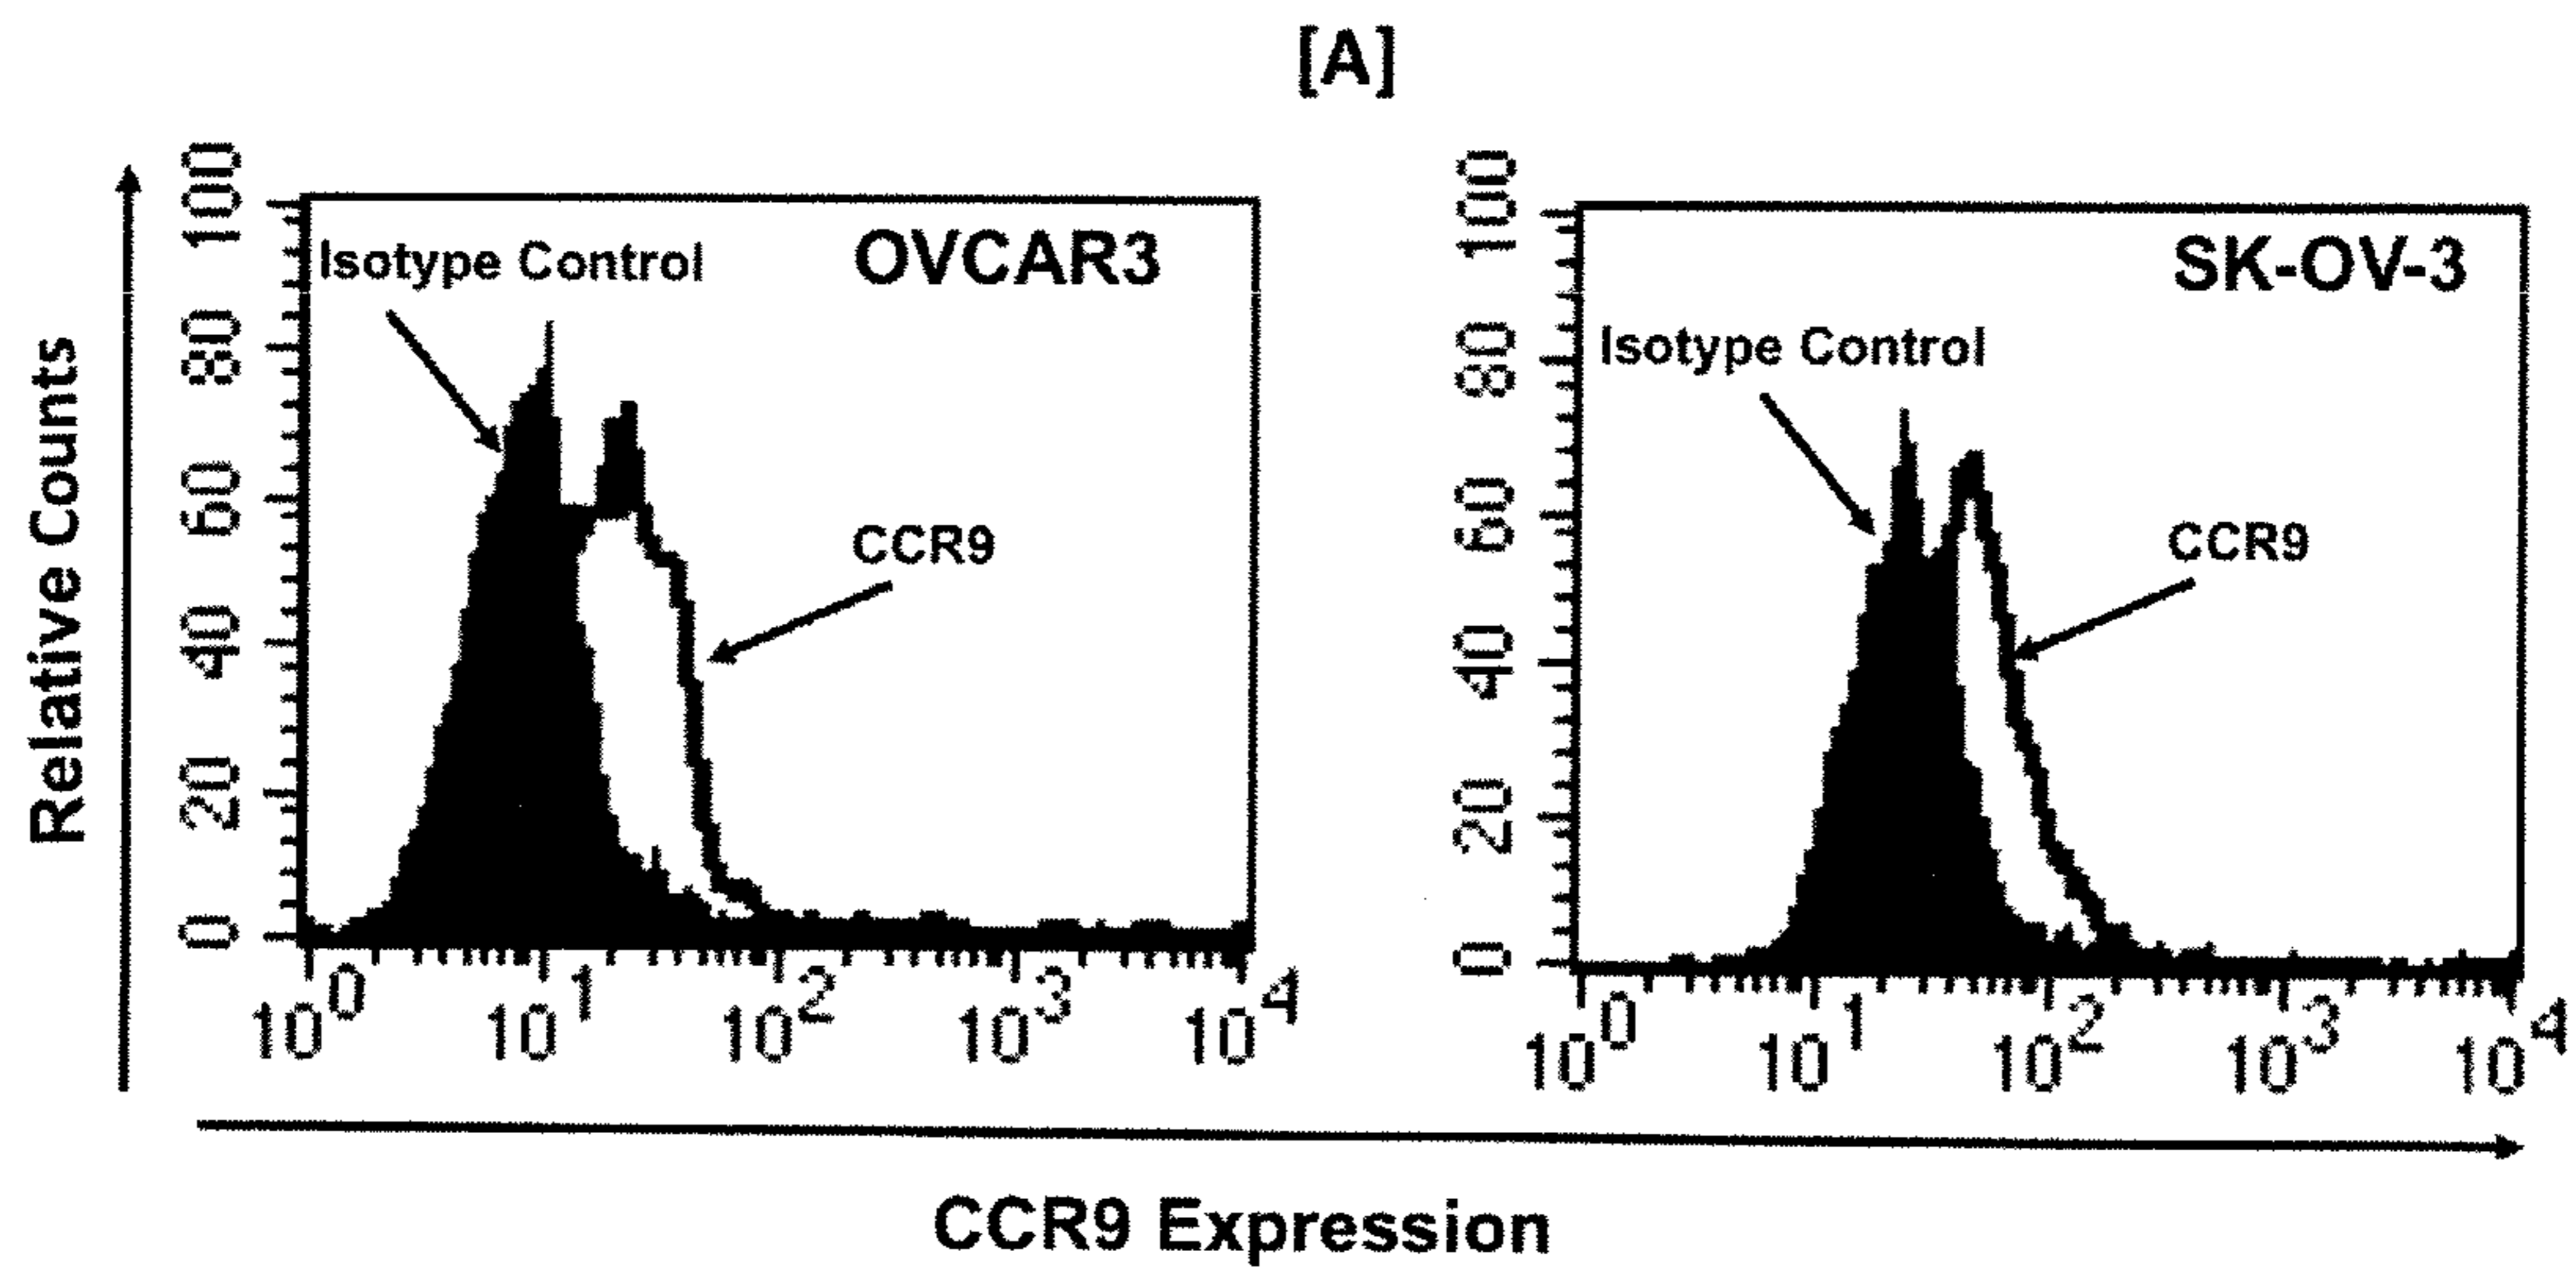 [A]
Relative Counts
100
80
60
40
20
0
Isotype Control
OVCAR3
CCR9
10^0 10^1 10^2 10^3 10^4
100
80
60
40
20
0
SK-OV-3
Isotype Control
CCR9
10^0 10^1 10^2 10^3 10^4
CCR9 Expression